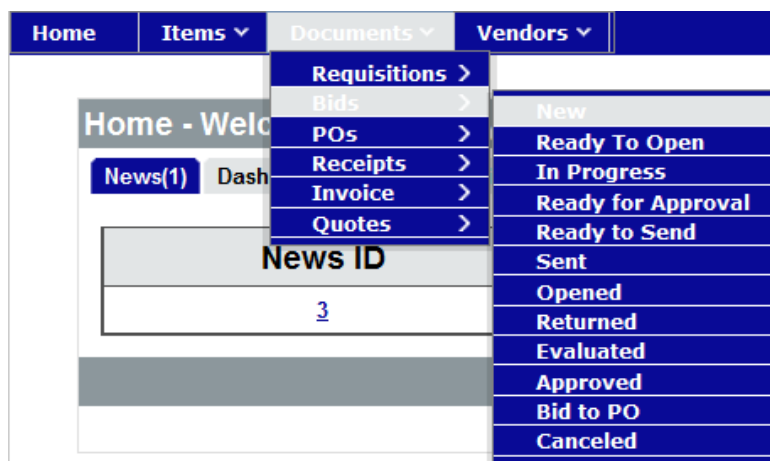 Home Items Documents Vendors
Requisitions
Bids
POs
Receipts
Invoice
Quotes
New
Ready To Open
In Progress
Ready for Approval
Ready to Send
Sent
Opened
Returned
Evaluated
Approved
Bid to PO
Canceled
Home - Welc
News(1) Dash
News ID
3